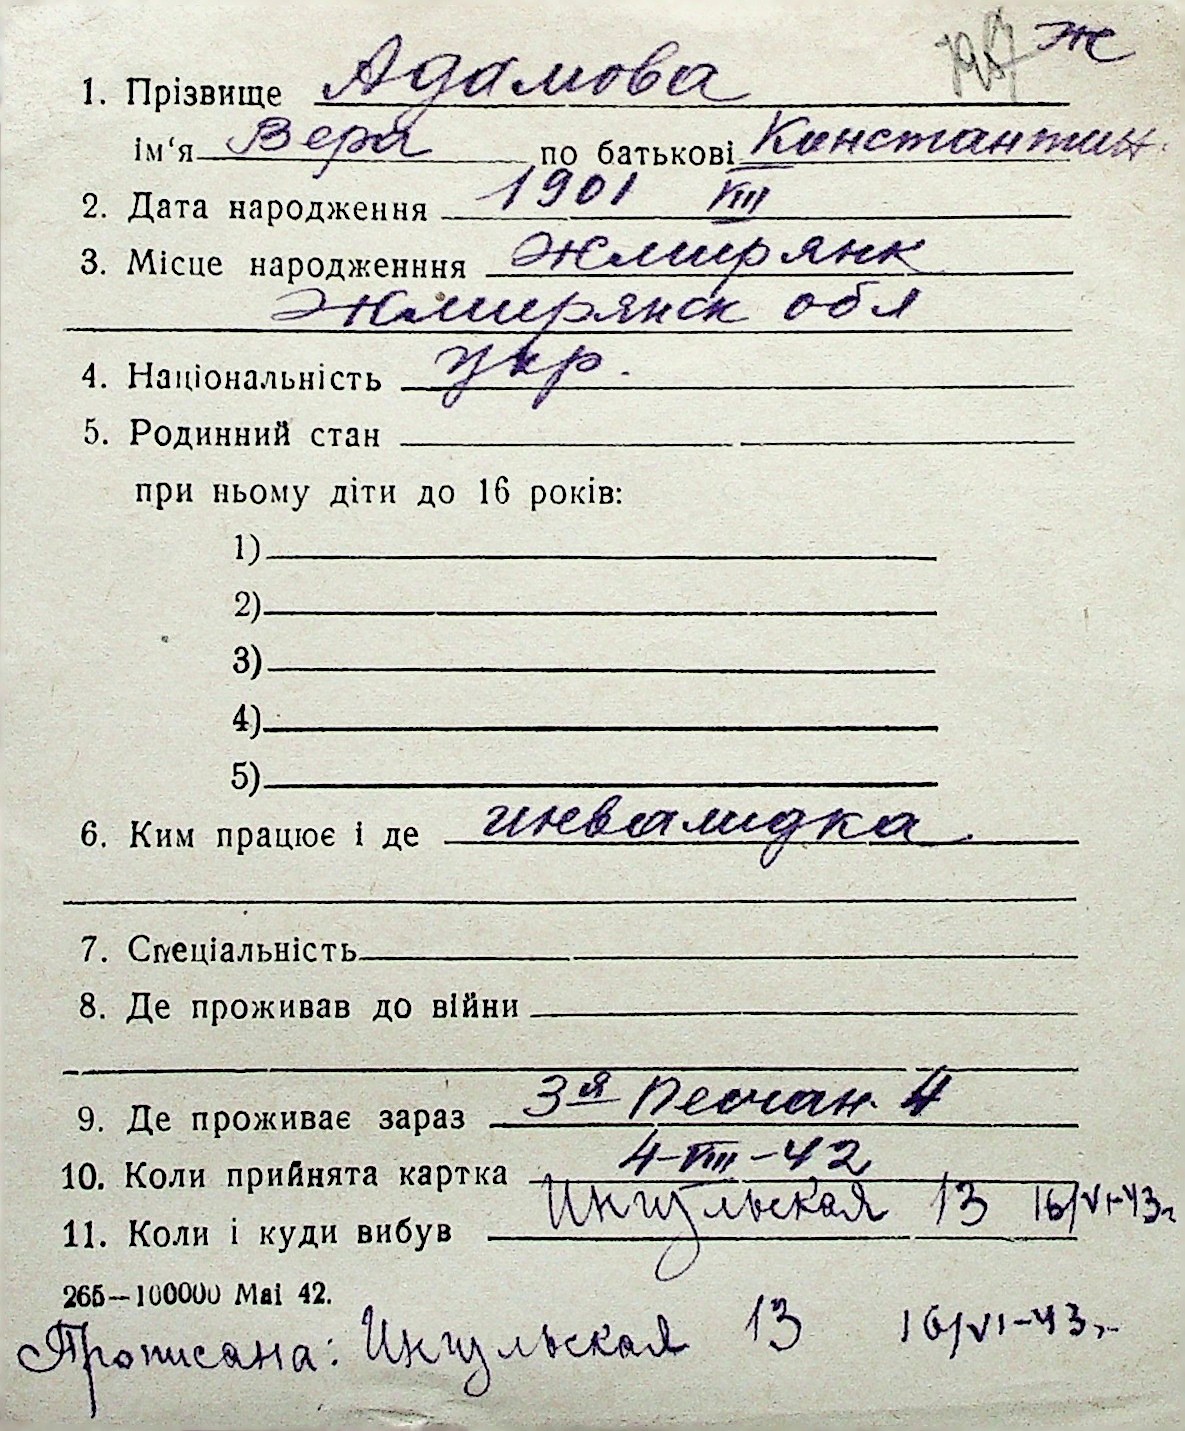 ж
1. Прізвище Адамова
ім‘я Вера по батькові Константин.
2. Дата народження 1901 VIII
3. Місце народженння Жмирянк
Жмирянск обл
4. Національність укр.
5. Родинний стан
при ньому діти до 16 років:
1)
2)
3)
4)
5)
6. Ким працює і де инвалидка.
7. Спеціальність
8. Де проживав до війни
9. Де проживає зараз 3я Песчан. 4
10. Коли прийнята картка 4-VIII-42
11. Коли і куди вибув Ингульская 13 16/VI-43г
265—100000 Mai 42.
Прописана: Ингульская 13 16/VI-43г.